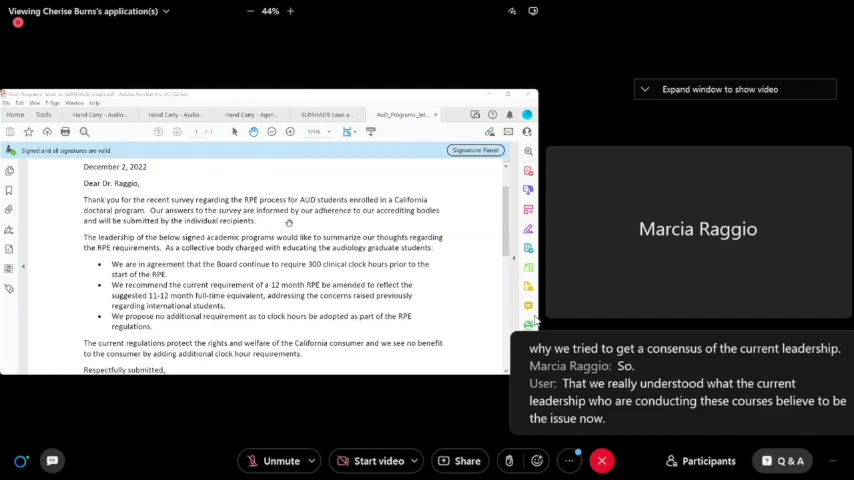 Viewing Cherise Burns's application(s)
44%
Expand window to show video
File Edit View E-Sign Window Help
Home Tools Hand Carry - Audio... Hand Carry - Audio... Hand Carry - Agen... SLPAHADB Laws a... AuD_Programs'_let...
1 / 1
Signed and all signatures are valid.
Signature Panel
December 2, 2022
Dear Dr. Raggio,
Thank you for the recent survey regarding the RPE process for AUD students enrolled in a California
doctoral program. Our answers to the survey are informed by our adherence to our accrediting bodies
and will be submitted by the individual recipients.
The leadership of the below signed academic programs would like to summarize our thoughts regarding
the RPE requirements. As a collective body charged with educating the audiology graduate students:
• We are in agreement that the Board continue to require 300 clinical clock hours prior to the
start of the RPE.
• We recommend the current requirement of a 12 month RPE be amended to reflect the
suggested 11-12 month full-time equivalent, addressing the concerns raised previously
regarding international students.
• We propose no additional requirement as to clock hours be adopted as part of the RPE
regulations.
The current regulations protect the rights and welfare of the California consumer and we see no benefit
to the consumer by adding additional clock hour requirements.
Respectfully submitted,
Marcia Raggio
why we tried to get a consensus of the current leadership.
Marcia Raggio: So.
User: That we really understood what the current
leadership who are conducting these courses believe to be
the issue now.
Unmute
Start video
Share
Participants
Q & A